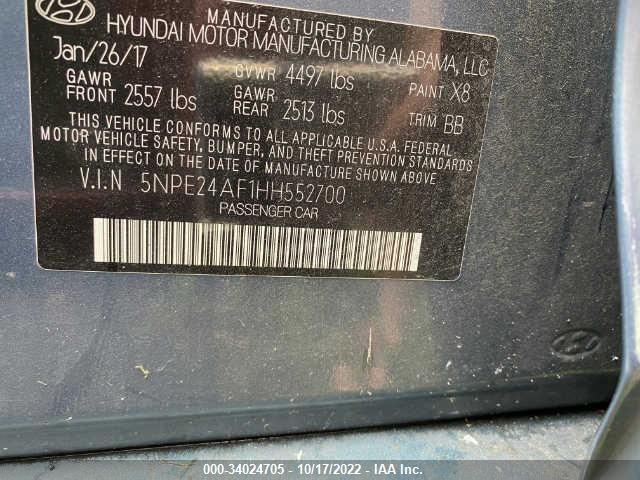 MANUFACTURED BY
HYUNDAI MOTOR MANUFACTURING ALABAMA, LLC
Jan/26/17 GVWR 4497 lbs PAINT X8
GAWR FRONT 2557 lbs GAWR REAR 2513 lbs TRIM BB
THIS VEHICLE CONFORMS TO ALL APPLICABLE U.S.A. FEDERAL
MOTOR VEHICLE SAFETY, BUMPER, AND THEFT PREVENTION STANDARDS
IN EFFECT ON THE DATE OF MANUFACTURE SHOWN ABOVE.
V.I.N 5NPE24AF1HH552700
PASSENGER CAR
000-34024705 - 10/17/2022 - IAA Inc.